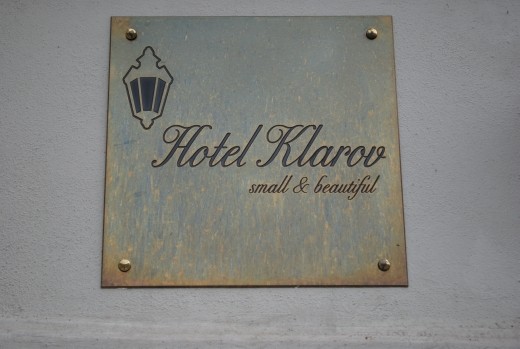 Hotel Klarov
small & beautiful